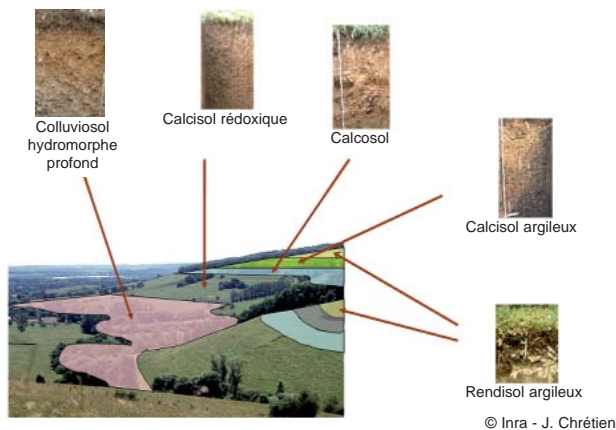 Colluviosol
hydromorphe
profond
Calcisol rédoxique
Calcosol
Calcisol argileux
Rendisol argileux
© Inra - J. Chrétien